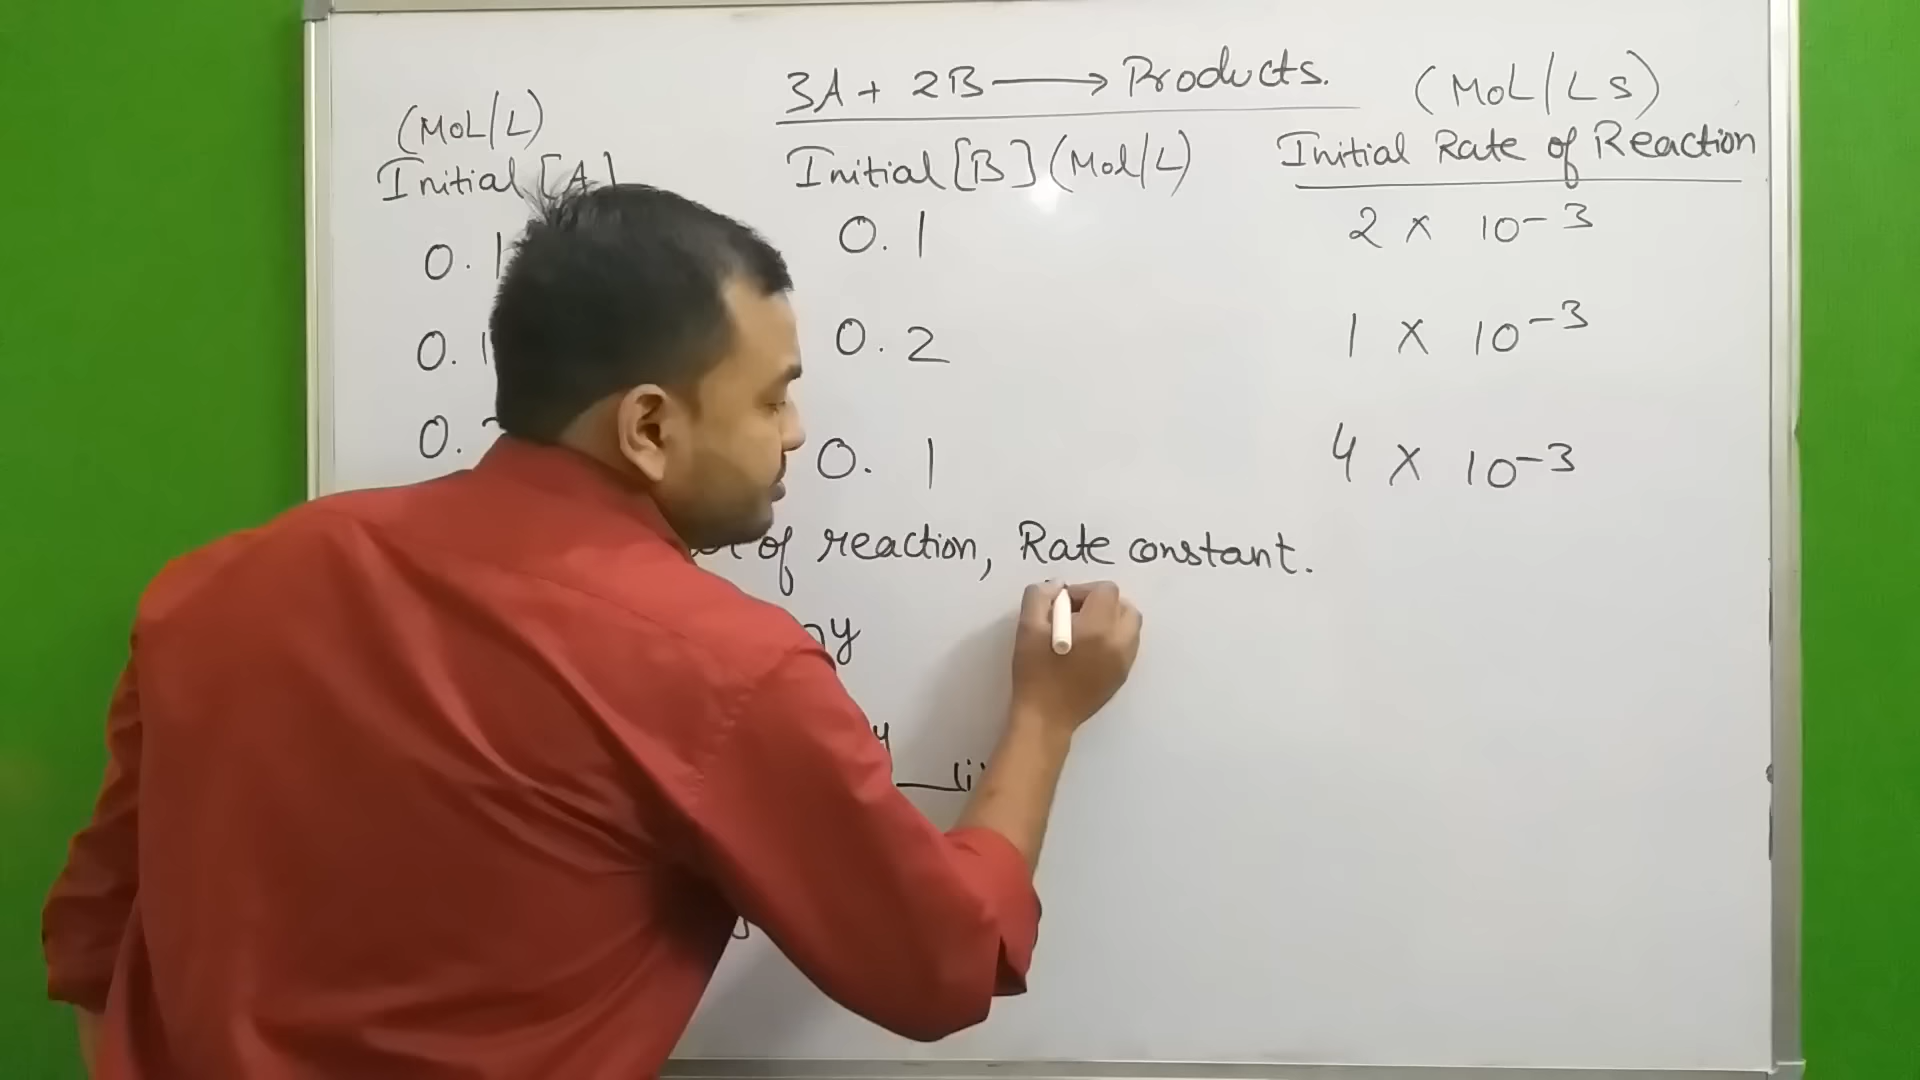 3A + 2B ⟶ Products.
(MoL/L)
Initial [A]
Initial [B] (Mol/L)
(MoL/L S)
Initial Rate of Reaction
0.1 0.1 2 × 10⁻³
0.1 0.2 1 × 10⁻³
0. 0.1 4 × 10⁻³
of reaction, Rate constant.
y
y